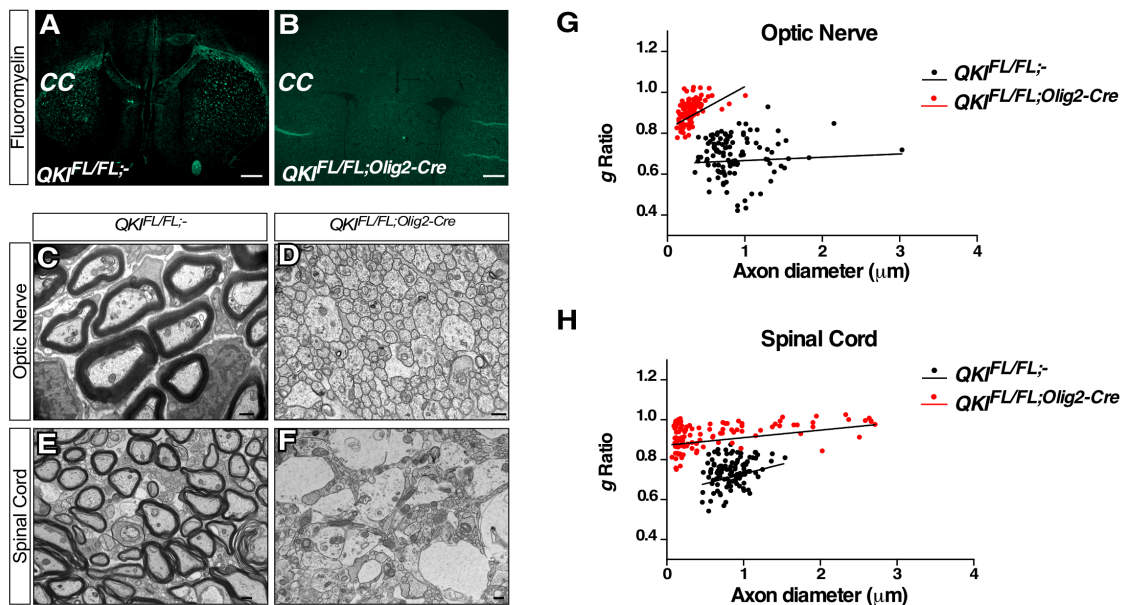 A
B
Fluoromyelin
CC
CC
QKI^FL/FL;-
QKI^FL/FL;Olig2-Cre
QKI^FL/FL;-
QKI^FL/FL;Olig2-Cre
Optic Nerve
C
D
Spinal Cord
E
F
G
Optic Nerve
g Ratio
1.2
1.0
0.8
0.6
0.4
0
1
2
3
4
Axon diameter (μm)
QKI^FL/FL;-
QKI^FL/FL;Olig2-Cre
H
Spinal Cord
g Ratio
1.2
1.0
0.8
0.6
0.4
0
1
2
3
4
Axon diameter (μm)
QKI^FL/FL;-
QKI^FL/FL;Olig2-Cre